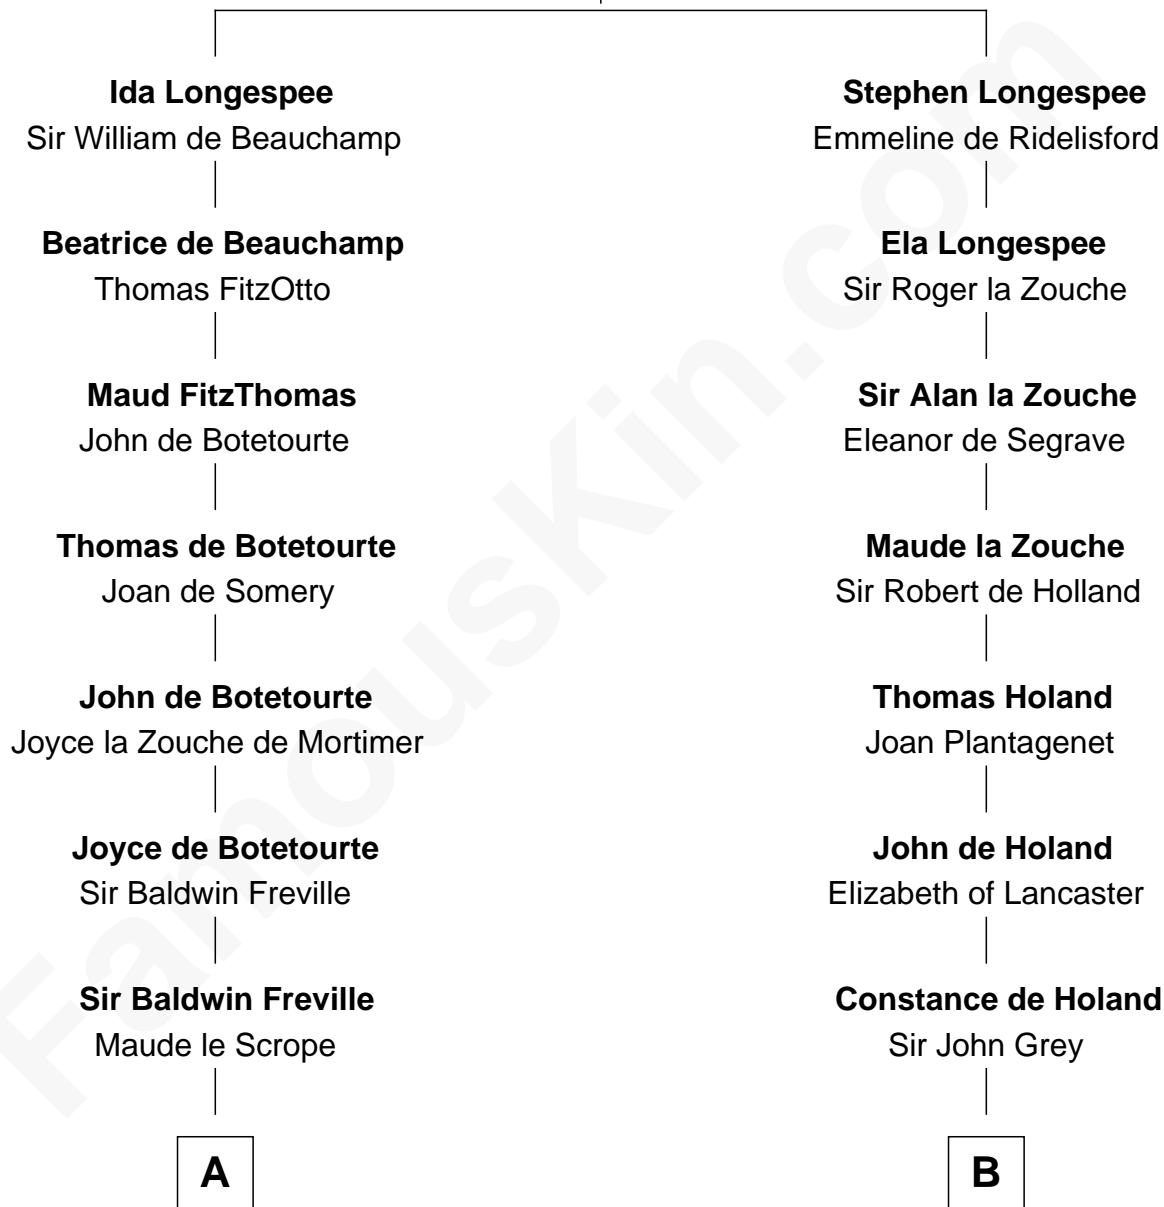 Ida Longespee
Sir William de Beauchamp
Stephen Longespee
Emmeline de Ridelisford
Beatrice de Beauchamp
Thomas FitzOtto
Ela Longespee
Sir Roger la Zouche
Maud FitzThomas
John de Botetourte
Sir Alan la Zouche
Eleanor de Segrave
Thomas de Botetourte
Joan de Somery
Maude la Zouche
Sir Robert de Holland
John de Botetourte
Joyce la Zouche de Mortimer
Thomas Holand
Joan Plantagenet
Joyce de Botetourte
Sir Baldwin Freville
John de Holand
Elizabeth of Lancaster
Sir Baldwin Freville
Maude le Scrope
Constance de Holand
Sir John Grey
A
B
FamousKin.com